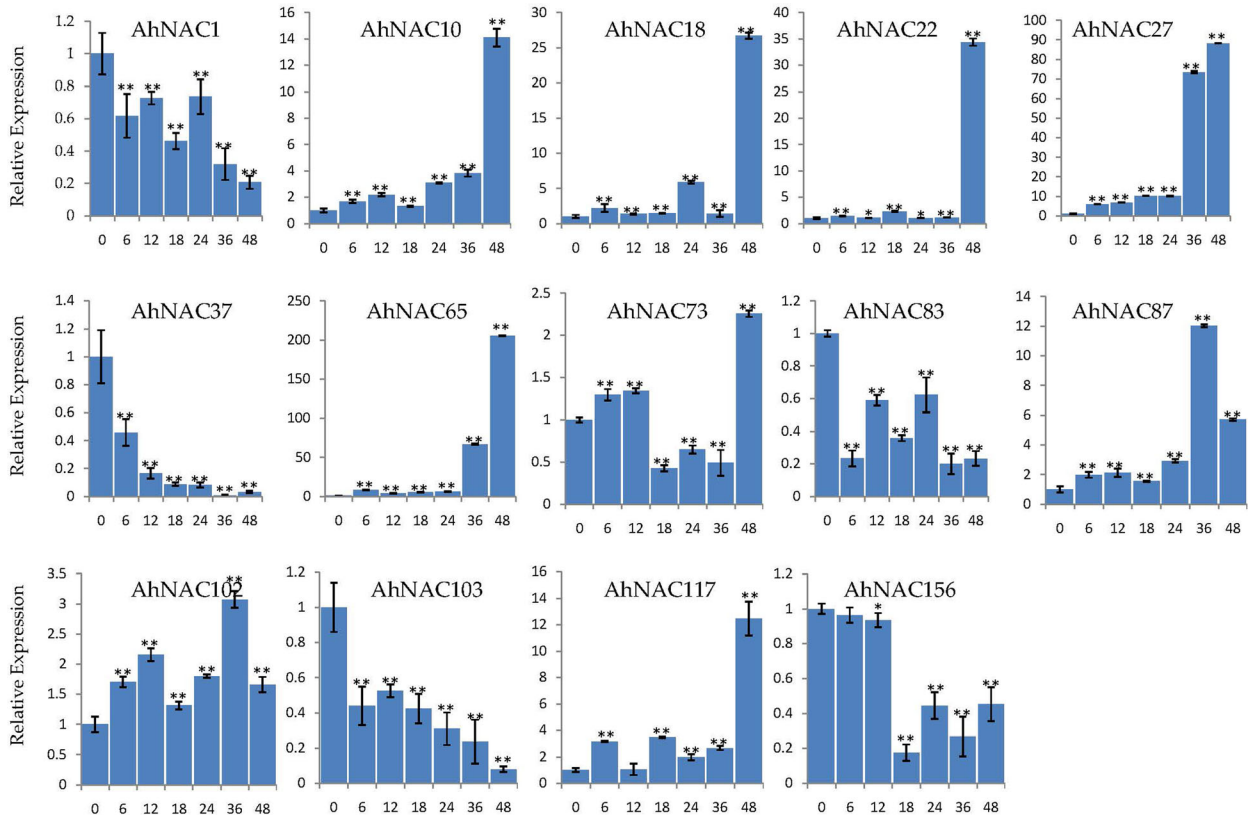 AhNAC1 AhNAC10 AhNAC18 AhNAC22 AhNAC27
Relative Expression
1.2 1 0.8 0.6 0.4 0.2 0
** ** ** ** ** **
0 6 12 18 24 36 48
16 14 12 10 8 6 4 2 0
** ** ** ** ** **
0 6 12 18 24 36 48
30 25 20 15 10 5 0
** ** ** ** ** **
0 6 12 18 24 36 48
40 35 30 25 20 15 10 5 0
** * ** * ** **
0 6 12 18 24 36 48
100 90 80 70 60 50 40 30 20 10 0
** ** ** ** ** **
0 6 12 18 24 36 48
AhNAC37 AhNAC65 AhNAC73 AhNAC83 AhNAC87
Relative Expression
1.4 1.2 1 0.8 0.6 0.4 0.2 0
** ** ** ** ** **
0 6 12 18 24 36 48
250 200 150 100 50 0
** ** ** ** ** **
0 6 12 18 24 36 48
2.5 2 1.5 1 0.5 0
** ** ** ** ** **
0 6 12 18 24 36 48
1.2 1 0.8 0.6 0.4 0.2 0
** ** ** ** ** **
0 6 12 18 24 36 48
14 12 10 8 6 4 2 0
** ** ** ** ** **
0 6 12 18 24 36 48
AhNAC102 AhNAC103 AhNAC117 AhNAC156
Relative Expression
3.5 3 2.5 2 1.5 1 0.5 0
** ** ** ** ** **
0 6 12 18 24 36 48
1.2 1 0.8 0.6 0.4 0.2 0
** ** ** ** ** **
0 6 12 18 24 36 48
16 14 12 10 8 6 4 2 0
** ** ** ** **
0 6 12 18 24 36 48
1.2 1 0.8 0.6 0.4 0.2 0
* ** ** ** **
0 6 12 18 24 36 48